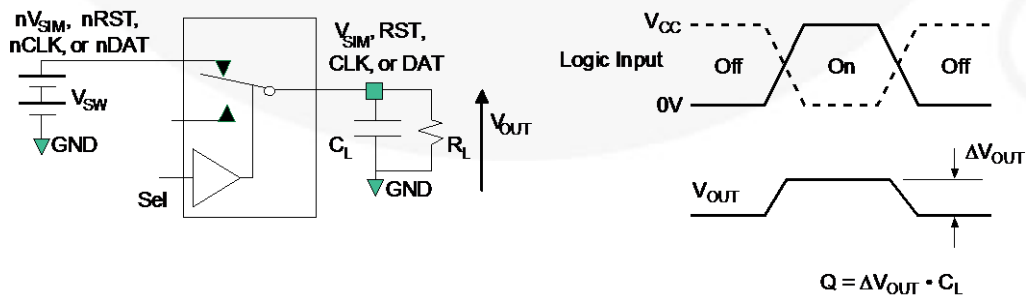 nV_SIM, nRST,
nCLK, or nDAT
V_SW
GND
Sel
V_SIM, RST,
CLK, or DAT
C_L
R_L
GND
V_OUT
V_CC
Logic Input
Off
On
Off
0V
V_OUT
ΔV_OUT
Q = ΔV_OUT • C_L